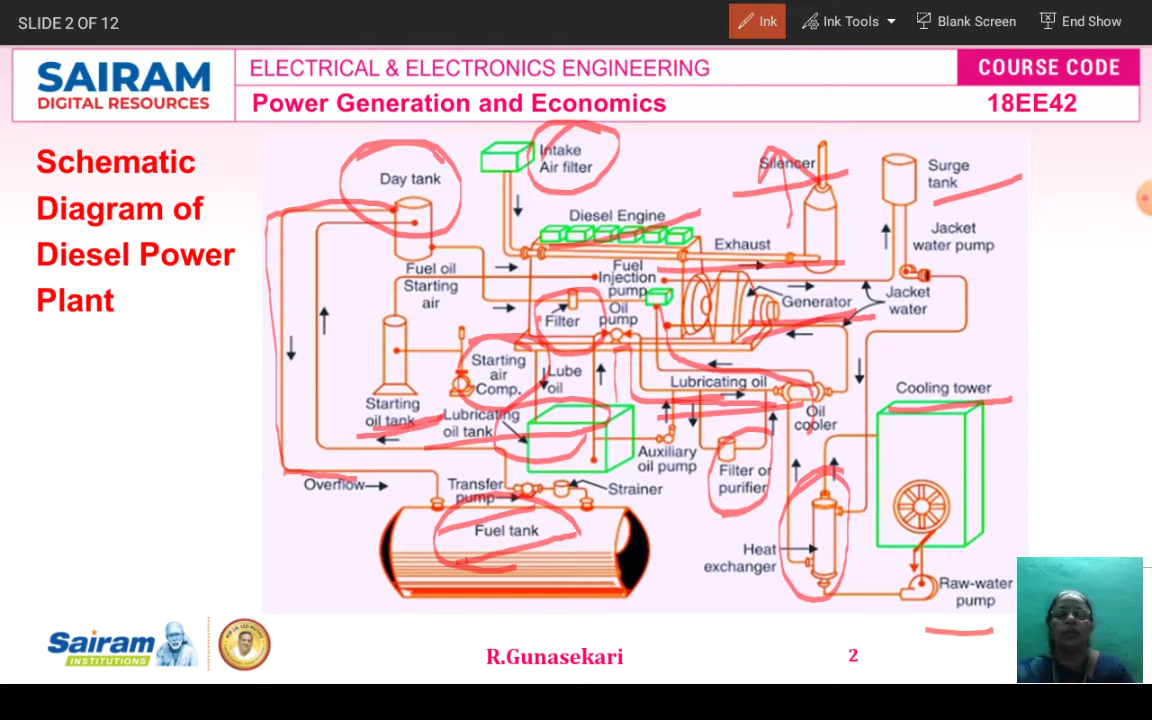 SLIDE 2 OF 12
Ink
Ink Tools
Blank Screen
End Show
SAIRAM
DIGITAL RESOURCES
ELECTRICAL & ELECTRONICS ENGINEERING
COURSE CODE
Power Generation and Economics
18EE42
Schematic
Diagram of
Diesel Power
Plant
Day tank
Intake
Air filter
Silencer
Surge
tank
Diesel Engine
Exhaust
Jacket
water pump
Fuel oil
Starting
air
Fuel
Injection
pump
Filter
Oil
pump
Generator
Jacket
water
Starting
air
Comp.
Lube
oil
Lubricating oil
Cooling tower
Starting
oil tank
Lubricating
oil tank
Oil
cooler
Auxiliary
oil pump
Filter or
purifier
Overflow
Transfer
pump
Strainer
Fuel tank
Heat
exchanger
Raw-water
pump
Sairam
INSTITUTIONS
R.Gunasekari
2